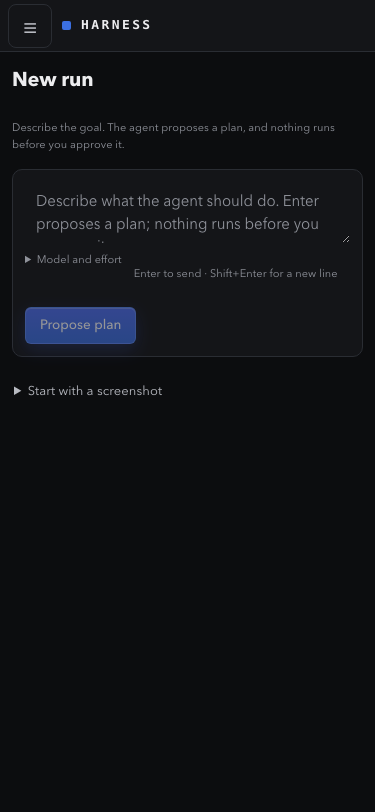 HARNESS
New run
Describe the goal. The agent proposes a plan, and nothing runs
before you approve it.
Describe what the agent should do. Enter
proposes a plan; nothing runs before you
Model and effort
Enter to send · Shift+Enter for a new line
Propose plan
Start with a screenshot